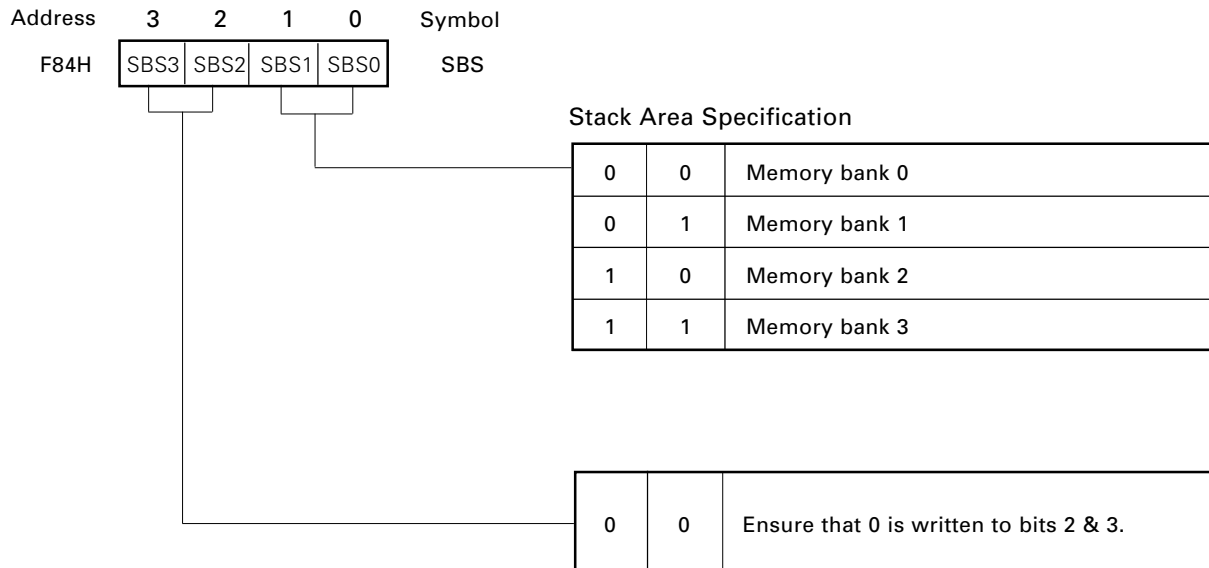 Address 3 2 1 0 Symbol
F84H SBS3 SBS2 SBS1 SBS0 SBS
Stack Area Specification
0 0 Memory bank 0
0 1 Memory bank 1
1 0 Memory bank 2
1 1 Memory bank 3
0 0 Ensure that 0 is written to bits 2 & 3.